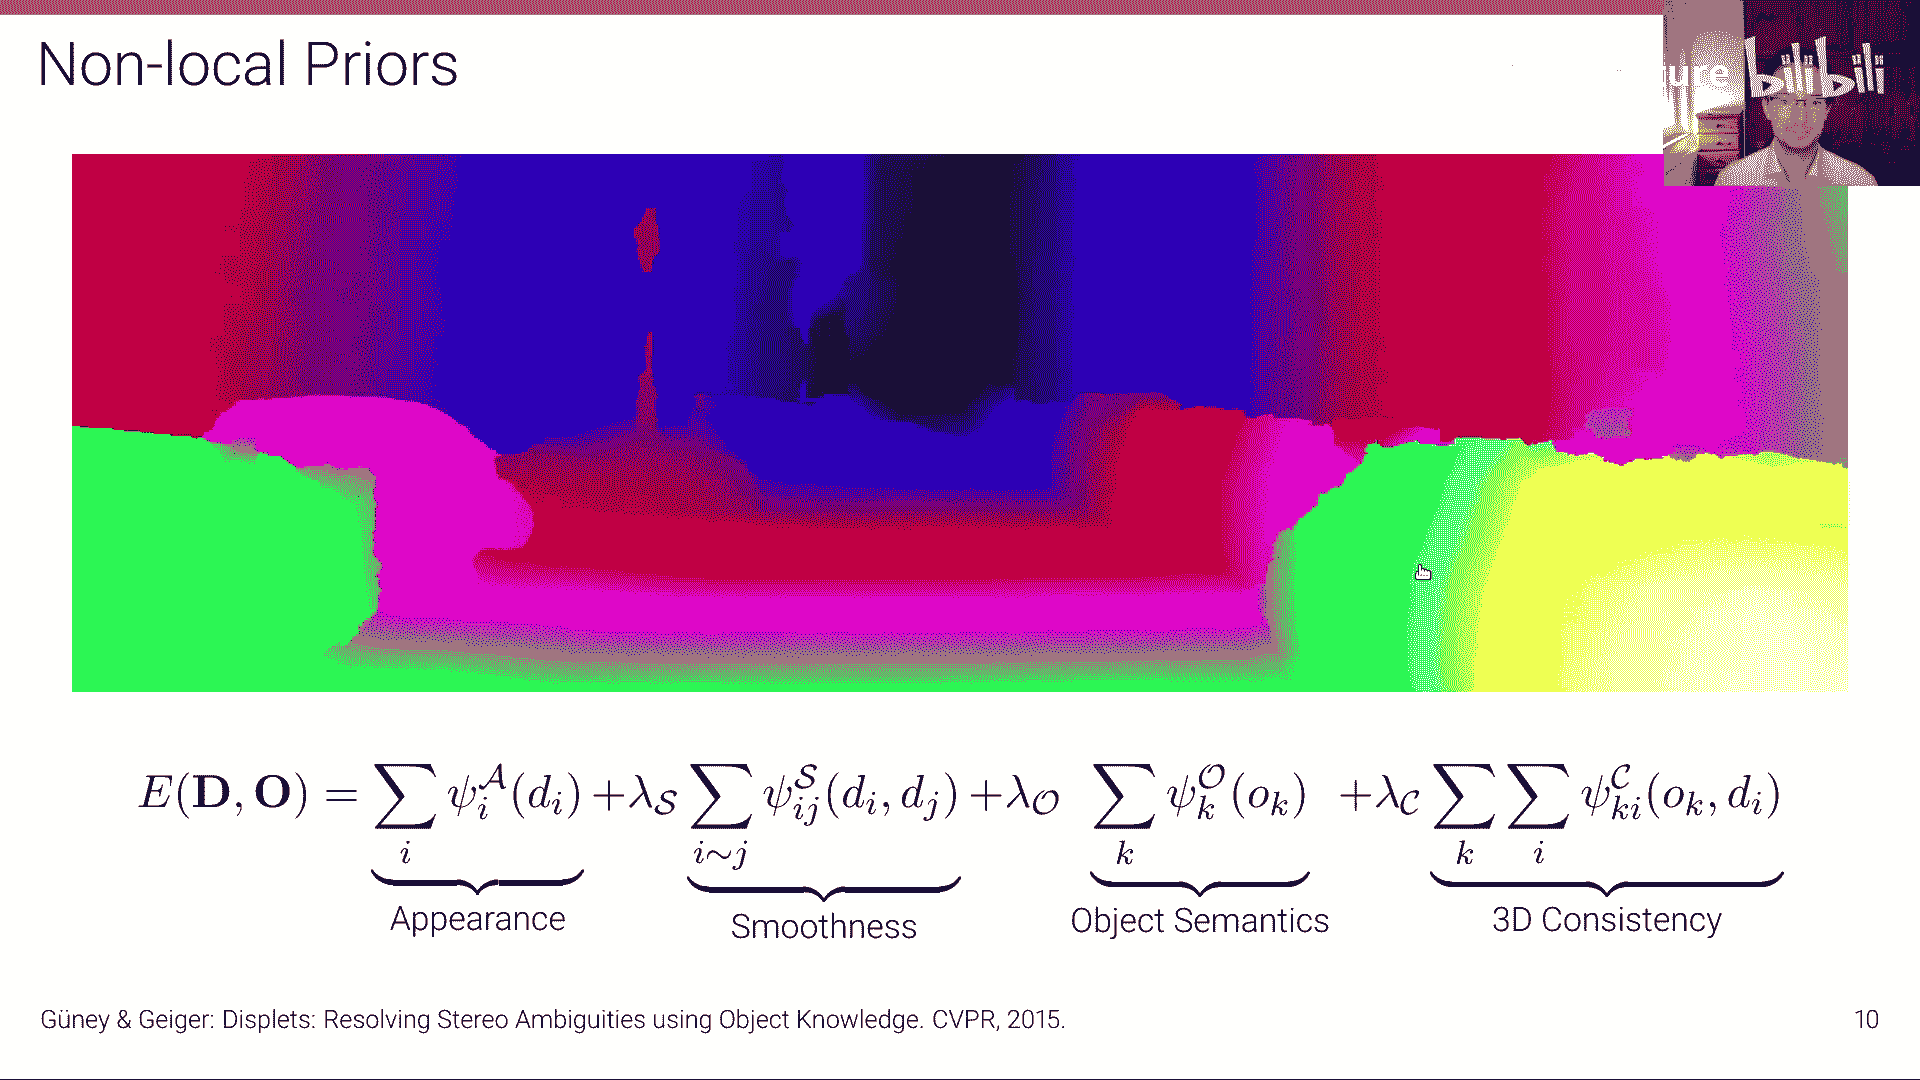 Non-local Priors
bilibili
E(D, O) = ∑_i ψ_i^A(d_i) + λ_S ∑_{i∼j} ψ_{ij}^S(d_i, d_j) + λ_O ∑_k ψ_k^O(o_k) + λ_C ∑_k ∑_i ψ_{ki}^C(o_k, d_i)
Appearance Smoothness Object Semantics 3D Consistency
Güney & Geiger: Displets: Resolving Stereo Ambiguities using Object Knowledge. CVPR, 2015. 10